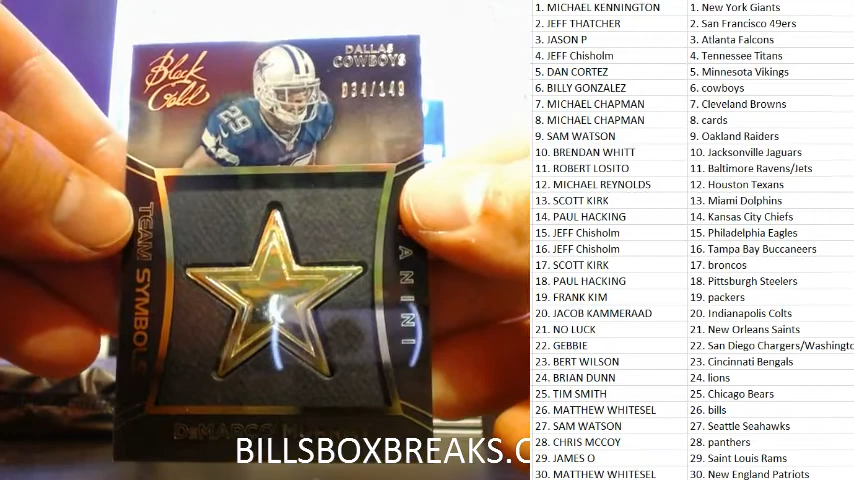 Black
Gold
DALLAS
COWBOYS
034/149
29
TEAM SYMBOLS
PANINI
DeMARCO
BILLSBOXBREAKS.C
1. MICHAEL KENNINGTON 1. New York Giants
2. JEFF THATCHER 2. San Francisco 49ers
3. JASON P 3. Atlanta Falcons
4. JEFF Chisholm 4. Tennessee Titans
5. DAN CORTEZ 5. Minnesota Vikings
6. BILLY GONZALEZ 6. cowboys
7. MICHAEL CHAPMAN 7. Cleveland Browns
8. MICHAEL CHAPMAN 8. cards
9. SAM WATSON 9. Oakland Raiders
10. BRENDAN WHITT 10. Jacksonville Jaguars
11. ROBERT LOSITO 11. Baltimore Ravens/Jets
12. MICHAEL REYNOLDS 12. Houston Texans
13. SCOTT KIRK 13. Miami Dolphins
14. PAUL HACKING 14. Kansas City Chiefs
15. JEFF Chisholm 15. Philadelphia Eagles
16. JEFF Chisholm 16. Tampa Bay Buccaneers
17. SCOTT KIRK 17. broncos
18. PAUL HACKING 18. Pittsburgh Steelers
19. FRANK KIM 19. packers
20. JACOB KAMMERAAD 20. Indianapolis Colts
21. NO LUCK 21. New Orleans Saints
22. GEBBIE 22. San Diego Chargers/Washingto
23. BERT WILSON 23. Cincinnati Bengals
24. BRIAN DUNN 24. lions
25. TIM SMITH 25. Chicago Bears
26. MATTHEW WHITESEL 26. bills
27. SAM WATSON 27. Seattle Seahawks
28. CHRIS MCCOY 28. panthers
29. JAMES O 29. Saint Louis Rams
30. MATTHEW WHITESEL 30. New England Patriots